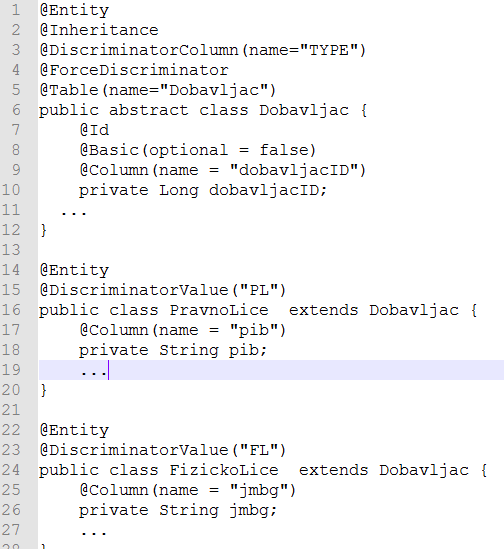 1 @Entity
2 @Inheritance
3 @DiscriminatorColumn(name="TYPE")
4 @ForceDiscriminator
5 @Table(name="Dobavljac")
6 public abstract class Dobavljac {
7     @Id
8     @Basic(optional = false)
9     @Column(name = "dobavljacID")
10     private Long dobavljacID;
11   ...
12 }
13
14 @Entity
15 @DiscriminatorValue("PL")
16 public class PravnoLice  extends Dobavljac {
17     @Column(name = "pib")
18     private String pib;
19     ...
20 }
21
22 @Entity
23 @DiscriminatorValue("FL")
24 public class FizickoLice  extends Dobavljac {
25     @Column(name = "jmbg")
26     private String jmbg;
27     ...
28 }